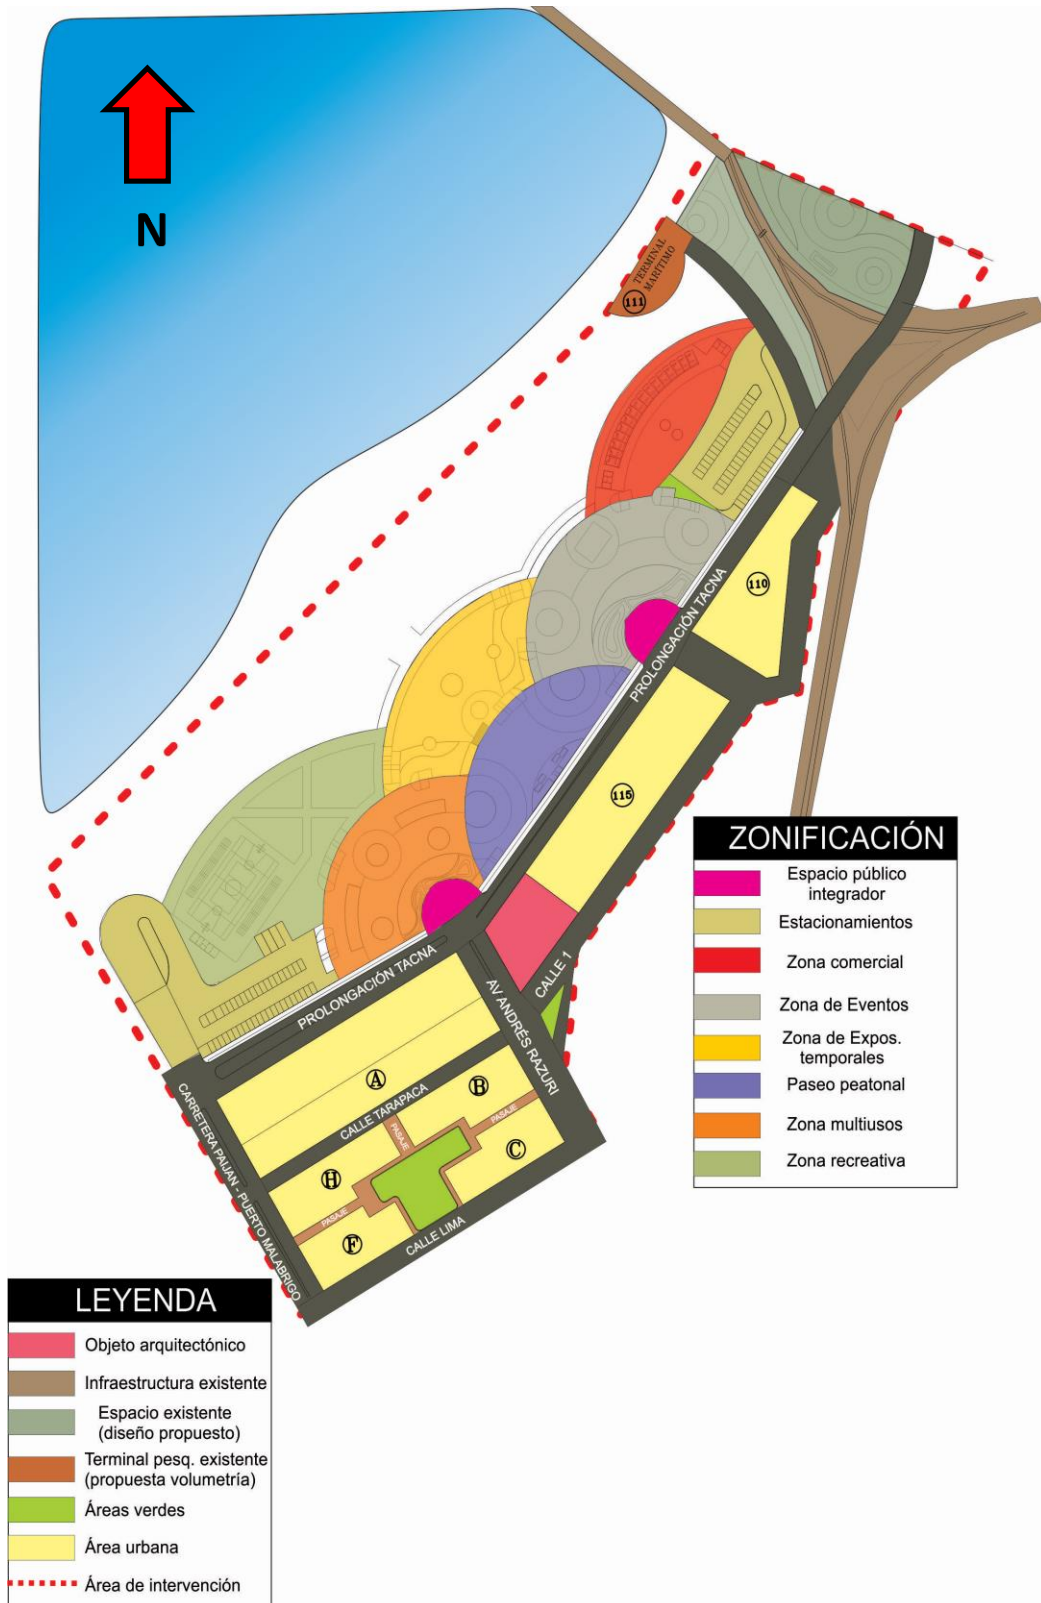 N
TERMINAL
MARÍTIMO
111
110
PROLONGACIÓN TACNA
115
ZONIFICACIÓN
Espacio público
integrador
Estacionamientos
Zona comercial
Zona de Eventos
Zona de Expos.
temporales
Paseo peatonal
Zona multiusos
Zona recreativa
PROLONGACIÓN TACNA
CALLE 1
AV ANDRÉS RAZURI
A
B
CALLE TARAPACA
PASAJE
PASAJE
C
H
PASAJE
F
CALLE LIMA
CARRETERA PAIJAN - PUERTO MALABRIGO
LEYENDA
Objeto arquitectónico
Infraestructura existente
Espacio existente
(diseño propuesto)
Terminal pesq. existente
(propuesta volumetría)
Áreas verdes
Área urbana
Área de intervención